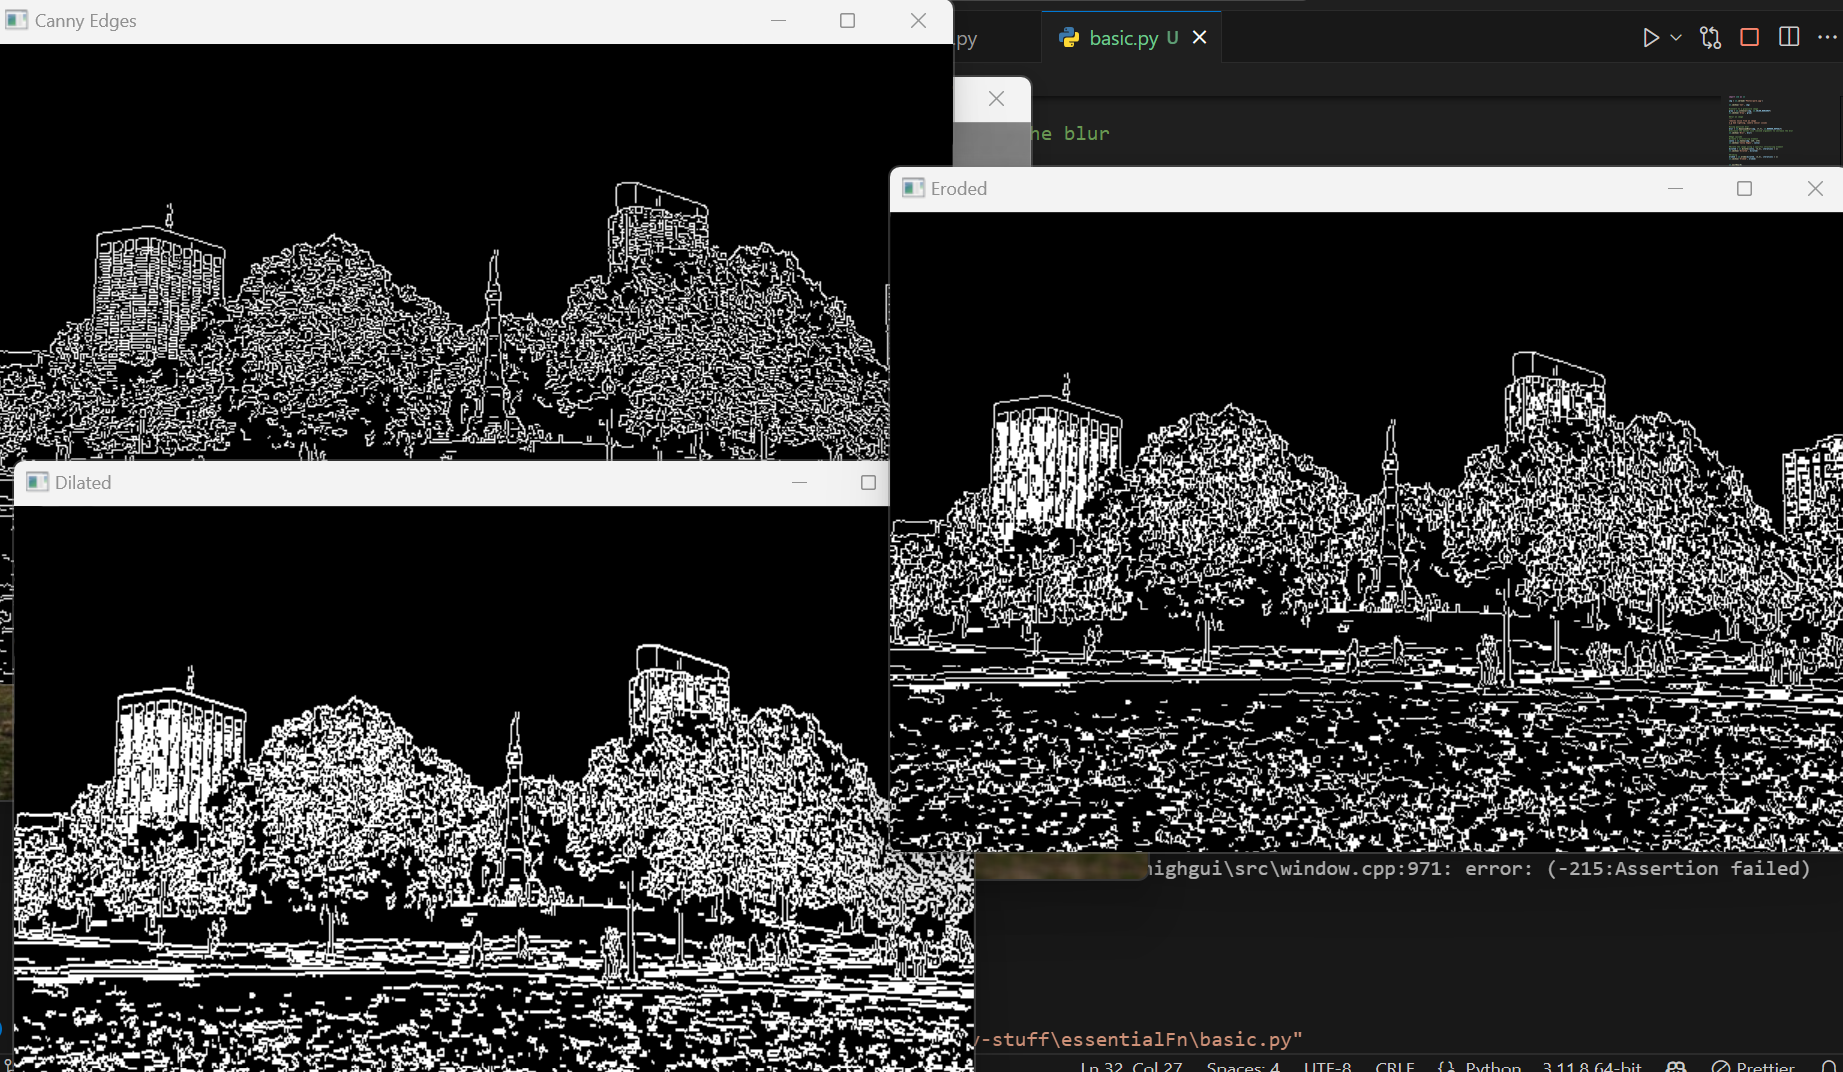 Canny Edges
py
basic.py U
he blur
Eroded
Dilated
highgui\src\window.cpp:971: error: (-215:Assertion failed)
-stuff\essentialFn\basic.py"
Ln 32, Col 27 Spaces: 4 UTF-8 CRLF {} Python 3.11.8 64-bit Prettier